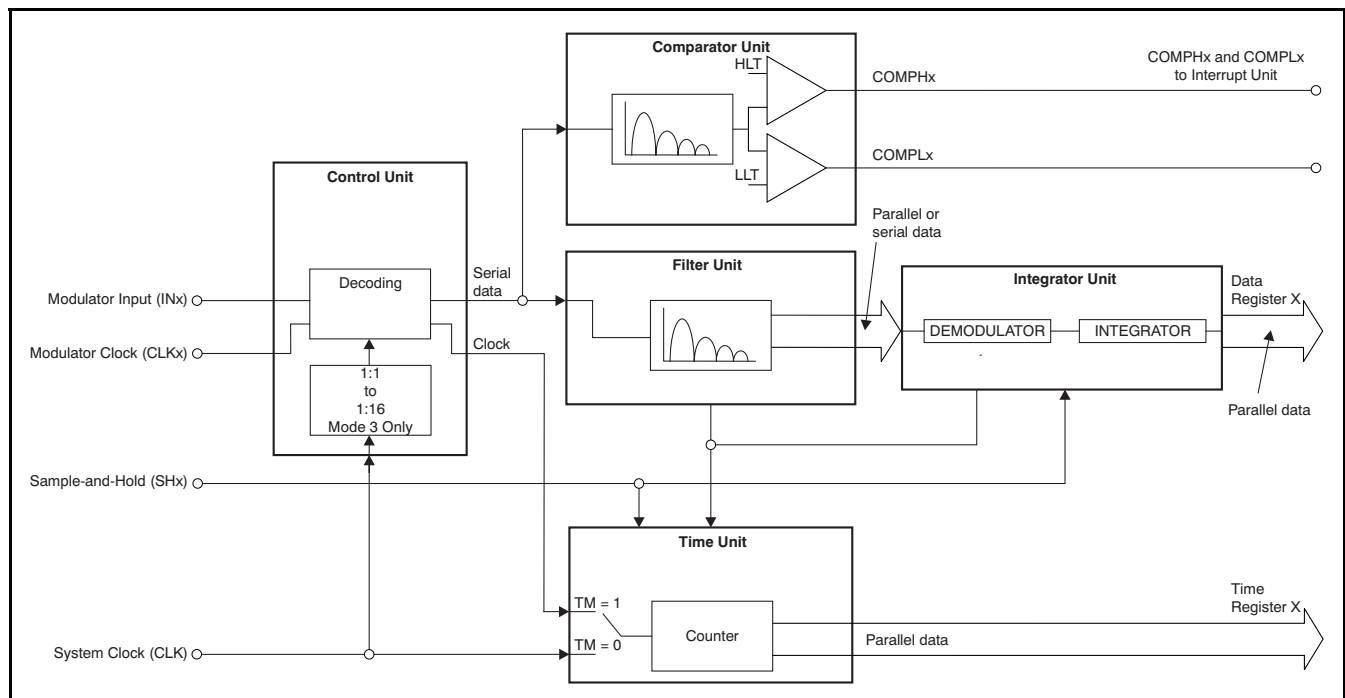 Comparator Unit
HLT
COMPHx
COMPHx and COMPLx
to Interrupt Unit
LLT
COMPLx
Control Unit
Decoding
1:1
to
1:16
Mode 3 Only
Modulator Input (INx)
Modulator Clock (CLKx)
Serial
data
Clock
Filter Unit
Parallel or
serial data
Integrator Unit
DEMODULATOR
INTEGRATOR
Data
Register X
Parallel data
Sample-and-Hold (SHx)
Time Unit
TM = 1
TM = 0
Counter
Time
Register X
Parallel data
System Clock (CLK)